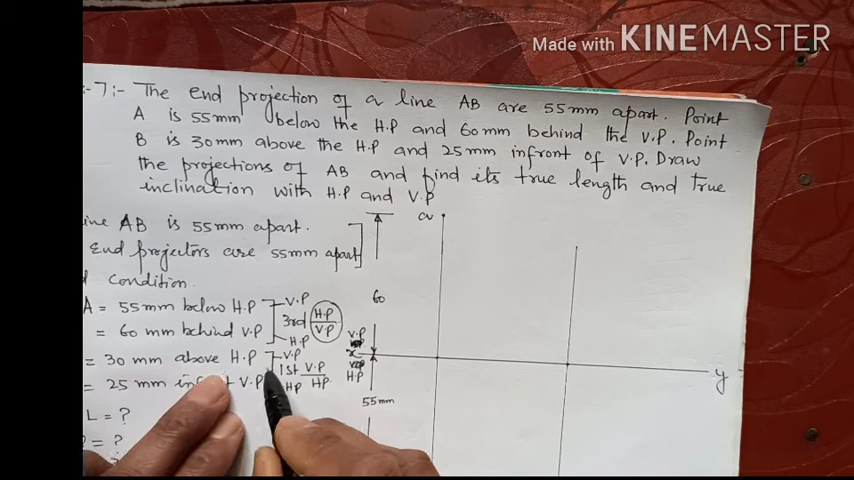 Made with KINEMASTER
:-7:- The end projection of a line AB are 55mm apart. Point
A is 55mm below the H.P and 60mm behind the V.P. Point
B is 30mm above the H.P and 25mm infront of V.P. Draw
the projections of AB and find its true length and true
inclination with H.P and V.P
ine AB is 55mm apart.
End projectors are 55mm apart
d condition.
A = 55mm below H.P
= 60 mm behind V.P
= 30 mm above H.P
= 25 mm in t V.P
L = ?
= ?
V.P
3rd H.P
V.P
H.P
V.P
1st V.P
HP HP
a
60
V.P
x
H.P
55mm
y